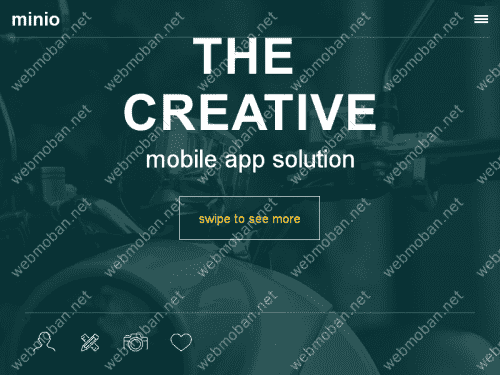 minio
THE
CREATIVE
mobile app solution
swipe to see more
webmoban.net